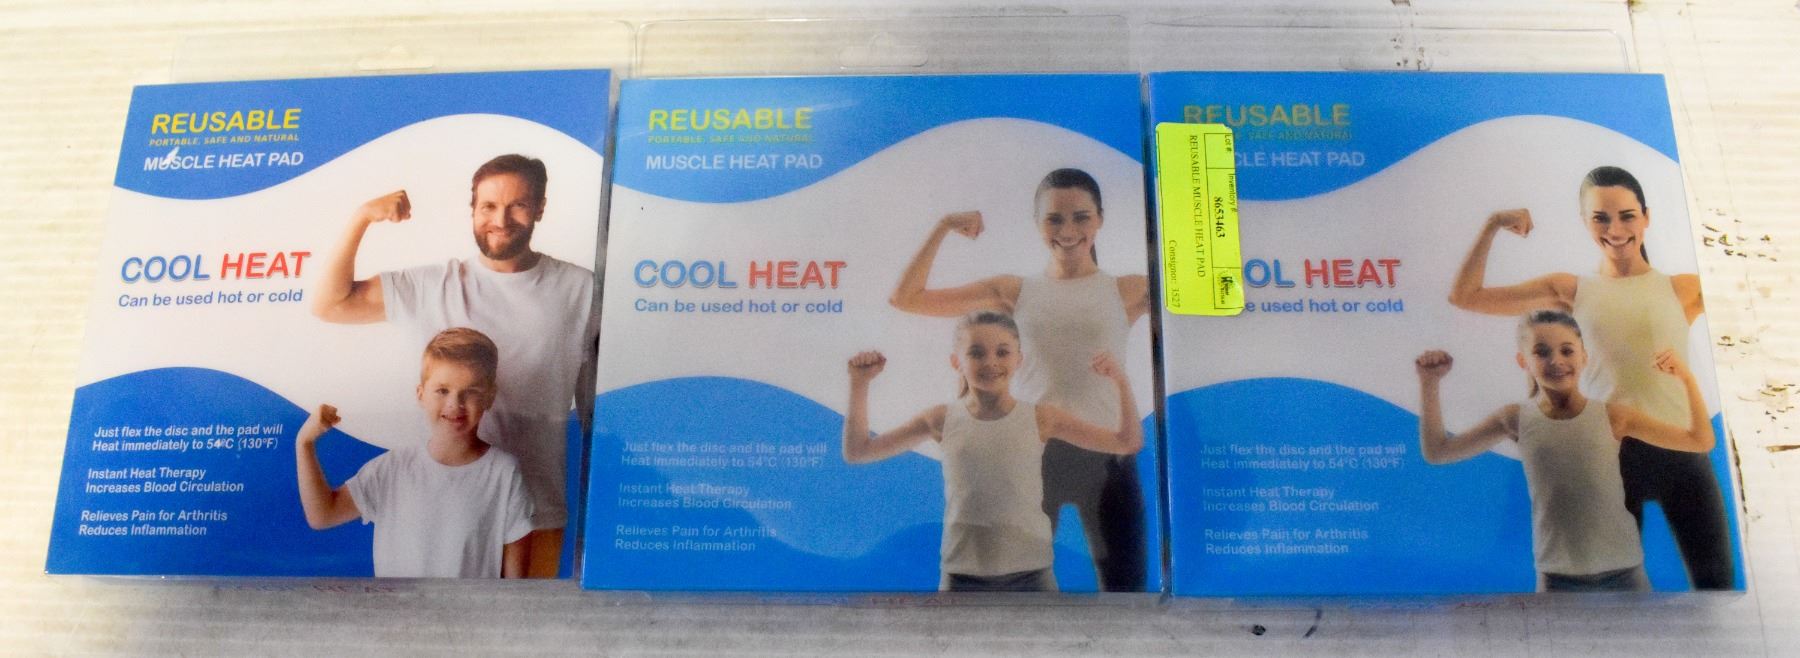 REUSABLE
PORTABLE, SAFE AND NATURAL
MUSCLE HEAT PAD
COOL HEAT
Can be used hot or cold
Just flex the disc and the pad will
Heat immediately to 54°C (130°F)
Instant Heat Therapy
Increases Blood Circulation
Relieves Pain for Arthritis
Reduces Inflammation
COOL HEAT
REUSABLE
PORTABLE, SAFE AND NATURAL
MUSCLE HEAT PAD
COOL HEAT
Can be used hot or cold
Just flex the disc and the pad will
Heat immediately to 54°C (130°F)
Instant Heat Therapy
Increases Blood Circulation
Relieves Pain for Arthritis
Reduces Inflammation
COOL HEAT
REUSABLE
SAFE AND NATURAL
CLE HEAT PAD
OL HEAT
e used hot or cold
Just flex the disc and the pad will
Heat immediately to 54°C (130°F)
Instant Heat Therapy
Increases Blood Circulation
Relieves Pain for Arthritis
Reduces Inflammation
Lot #:
Inventory #:
8653463
REUSABLE MUSCLE HEAT PAD
Consignor: 3527